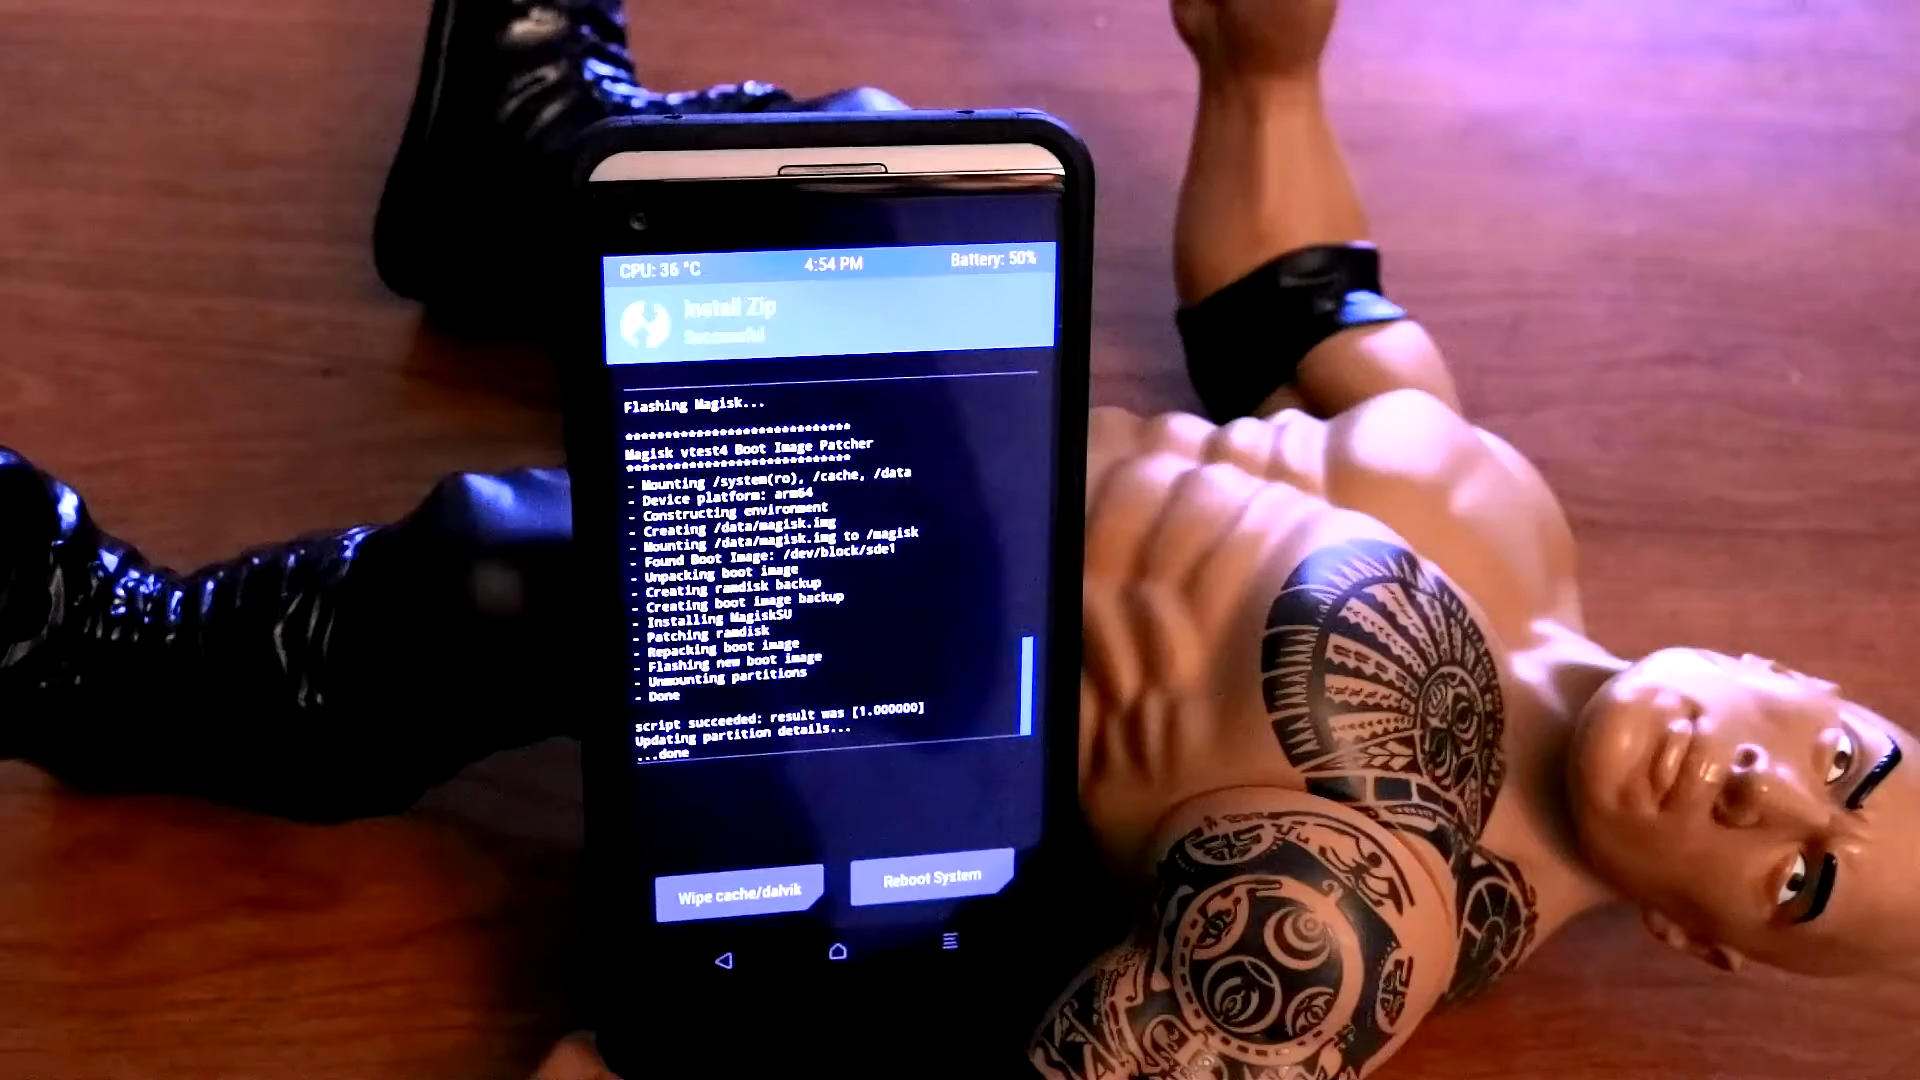 CPU: 36 °C 4:54 PM Battery: 50%
Install Zip
Successful
Flashing Magisk...
****************************
Magisk vtest4 Boot Image Patcher
****************************
- Mounting /system(ro), /cache, /data
- Device platform: arm64
- Constructing environment
- Creating /data/magisk.img
- Mounting /data/magisk.img to /magisk
- Found Boot Image: /dev/block/sde1
- Unpacking boot image
- Creating ramdisk backup
- Creating boot image backup
- Installing MagiskSU
- Patching ramdisk
- Repacking boot image
- Flashing new boot image
- Unmounting partitions
- Done
script succeeded: result was [1.000000]
Updating partition details...
...done
Wipe cache/dalvik Reboot System